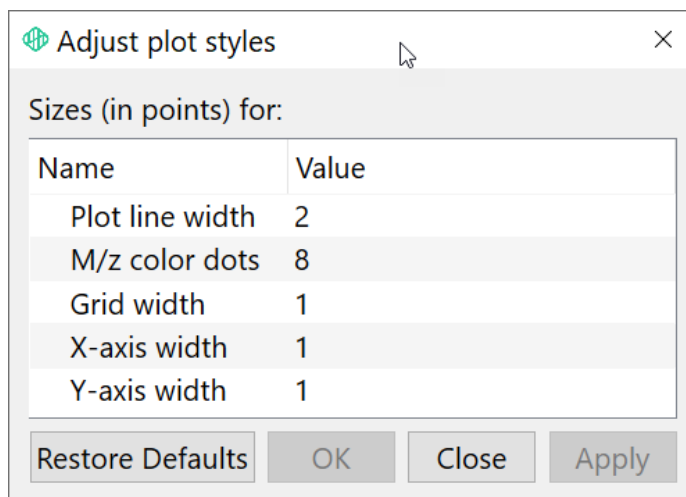 Adjust plot styles
Sizes (in points) for:
Name Value
Plot line width 2
M/z color dots 8
Grid width 1
X-axis width 1
Y-axis width 1
Restore Defaults OK Close Apply